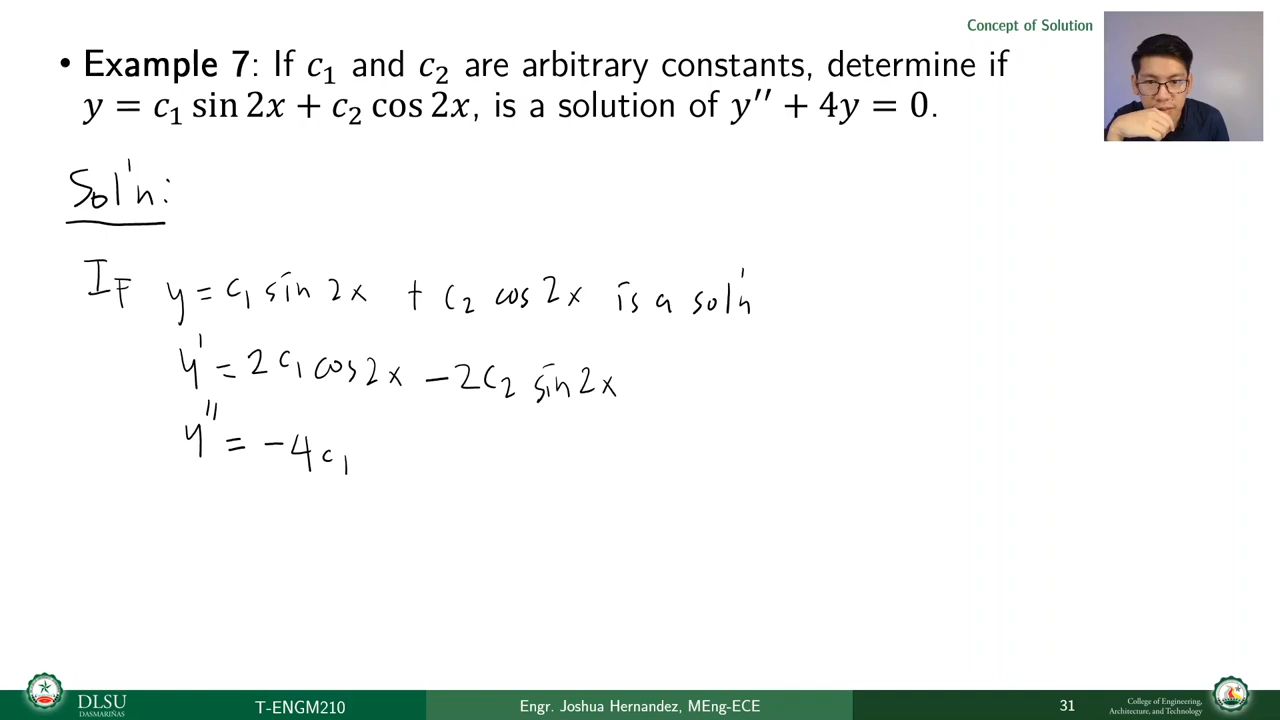 Concept of Solution
• Example 7: If c₁ and c₂ are arbitrary constants, determine if
y = c₁ sin 2x + c₂ cos 2x, is a solution of y′′ + 4y = 0.
Sol'n:
IF y = c₁ sin 2x + c₂ cos 2x is a sol'n
y' = 2c₁ cos 2x − 2c₂ sin 2x
y'' = −4c₁
DLSU
DASMARIÑAS
T-ENGM210
Engr. Joshua Hernandez, MEng-ECE
31
College of Engineering,
Architecture, and Technology